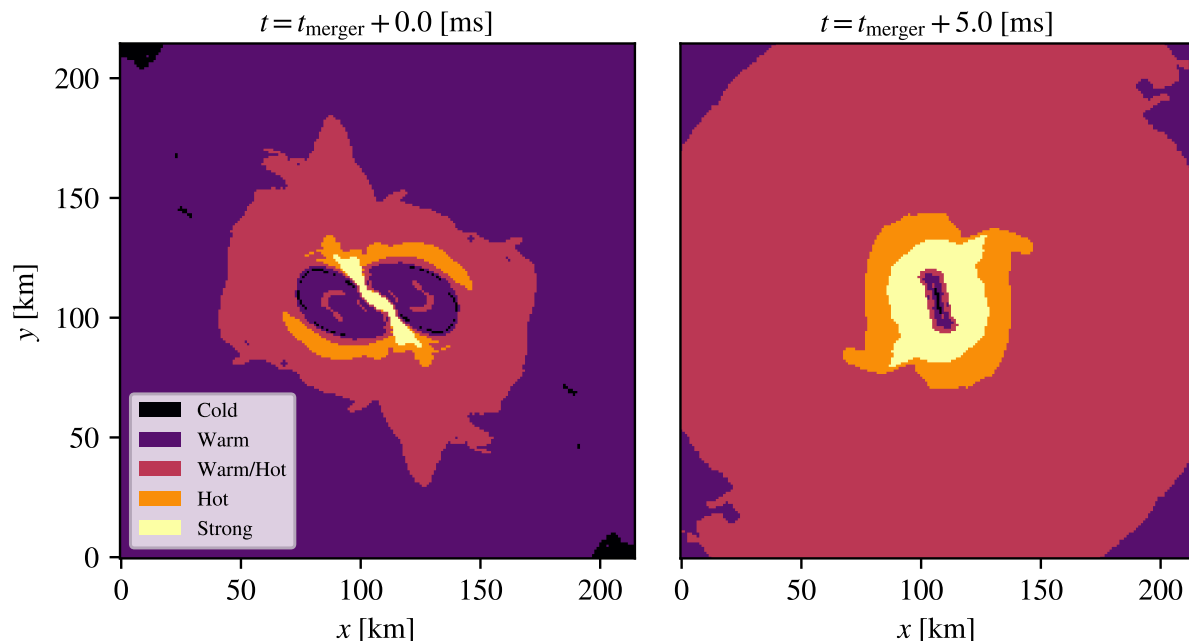 t = t_merger + 0.0 [ms]
t = t_merger + 5.0 [ms]
200
150
100
50
0
y [km]
Cold
Warm
Warm/Hot
Hot
Strong
0 50 100 150 200
0 50 100 150 200
x [km]
x [km]